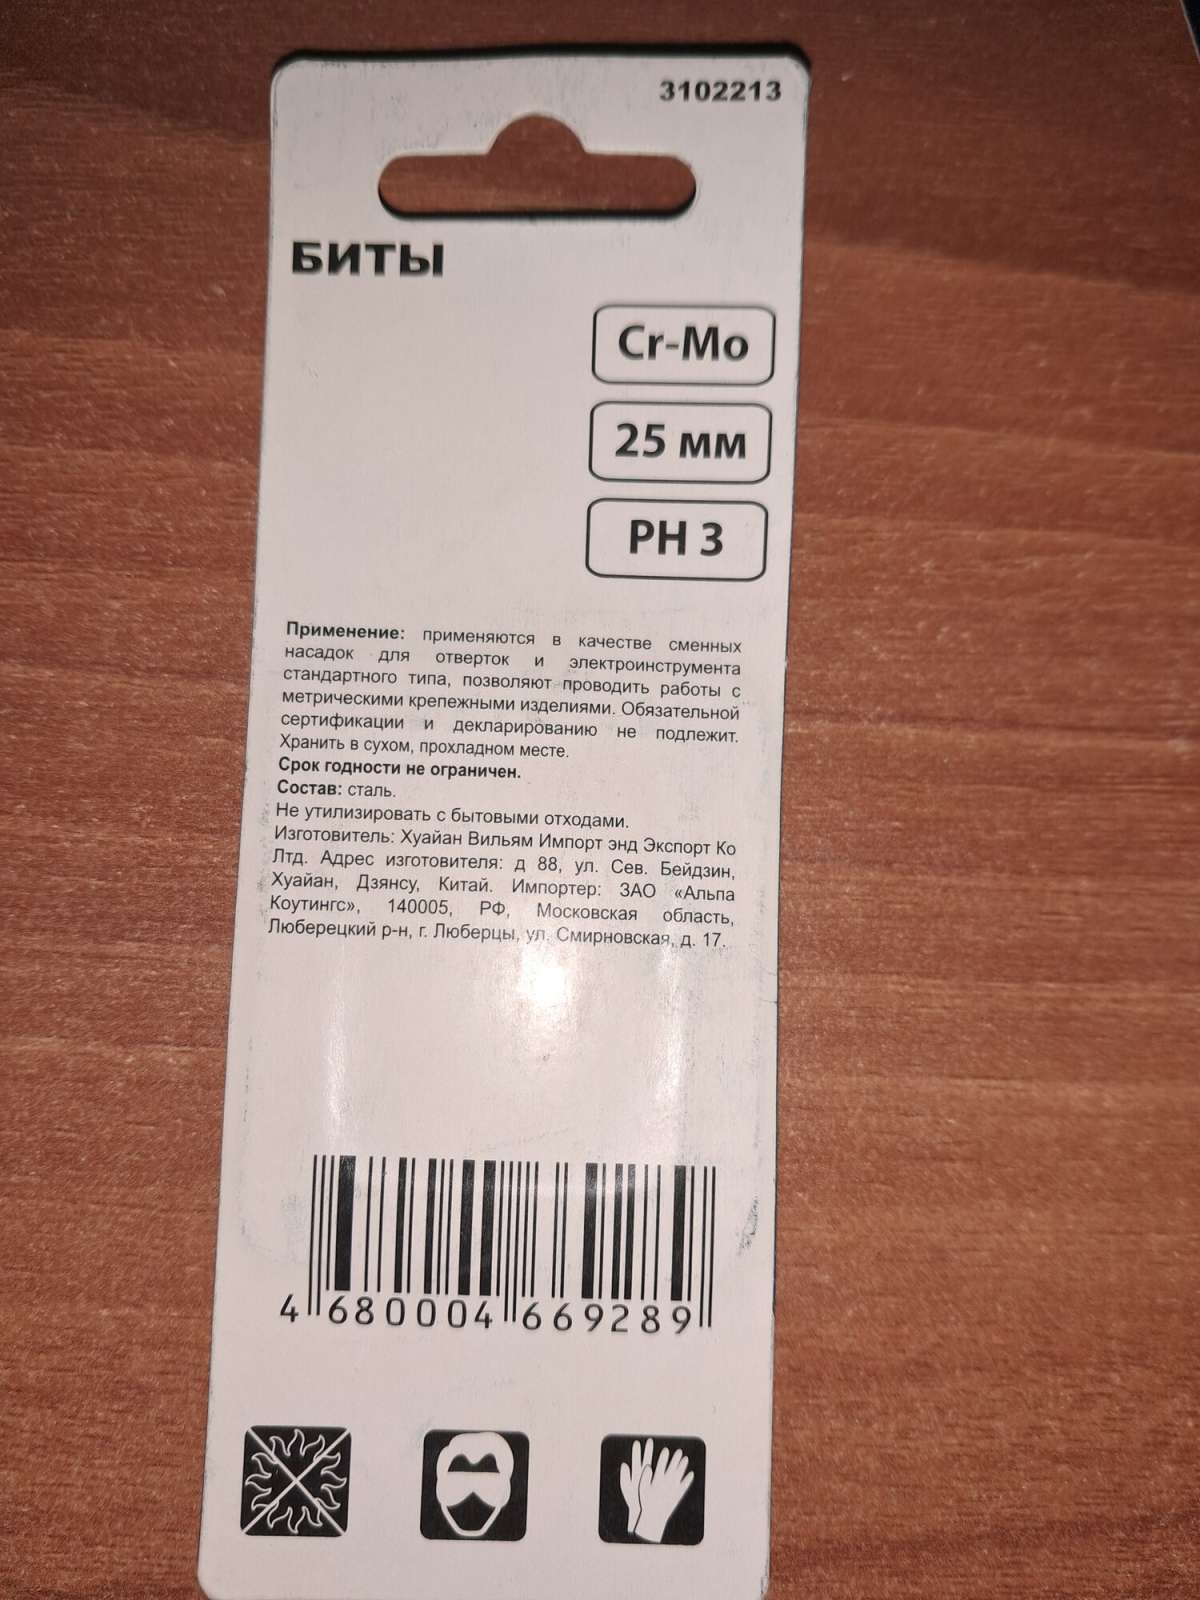 3102213
БИТЫ
Cr-Mo
25 мм
PH 3
Применение: применяются в качестве сменных
насадок для отверток и электроинструмента
стандартного типа, позволяют проводить работы с
метрическими крепежными изделиями. Обязательной
сертификации и декларированию не подлежит.
Хранить в сухом, прохладном месте.
Срок годности не ограничен.
Состав: сталь.
Не утилизировать с бытовыми отходами.
Изготовитель: Хуайан Вильям Импорт энд Экспорт Ко
Лтд. Адрес изготовителя: д 88, ул. Сев. Бейдзин,
Хуайан, Дзянсу, Китай. Импортер: ЗАО «Альпа
Коутингс», 140005, РФ, Московская область,
Люберецкий р-н, г. Люберцы, ул. Смирновская, д. 17.
4 680004 669289